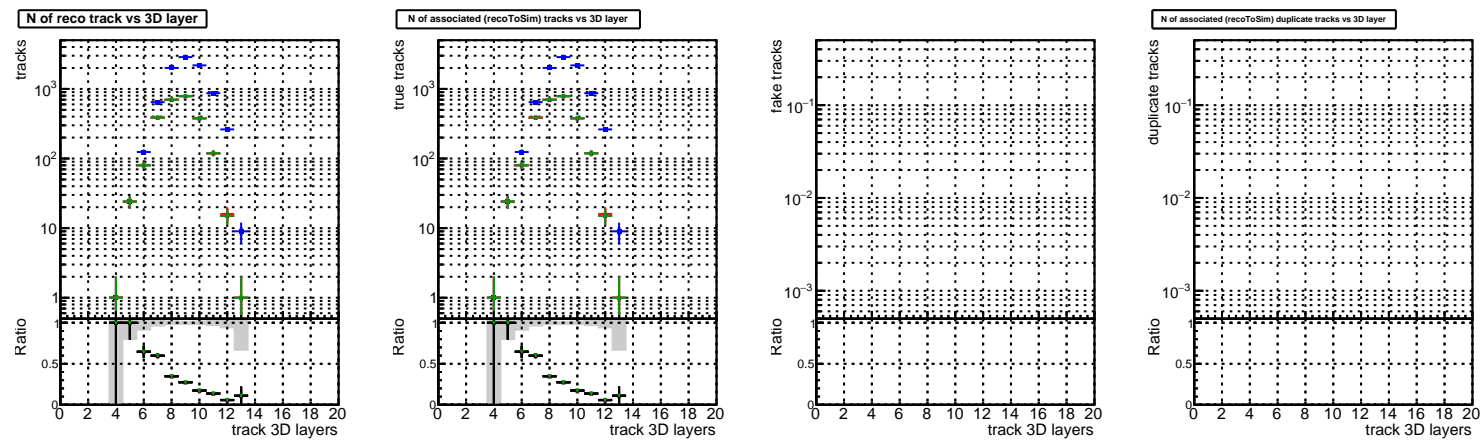 N of reco track vs 3D layer
tracks
10³
10²
10
1
Ratio
1
0.5
0
0 2 4 6 8 10 12 14 16 18 20
track 3D layers
N of associated (recoToSim) tracks vs 3D layer
true tracks
10³
10²
10
1
Ratio
1
0.5
0
0 2 4 6 8 10 12 14 16 18 20
track 3D layers
fake tracks
10⁻¹
10⁻²
10⁻³
Ratio
1
0.5
0
0 2 4 6 8 10 12 14 16 18 20
track 3D layers
N of associated (recoToSim) duplicate tracks vs 3D layer
duplicate tracks
10⁻¹
10⁻²
10⁻³
Ratio
1
0.5
0
0 2 4 6 8 10 12 14 16 18 20
track 3D layers